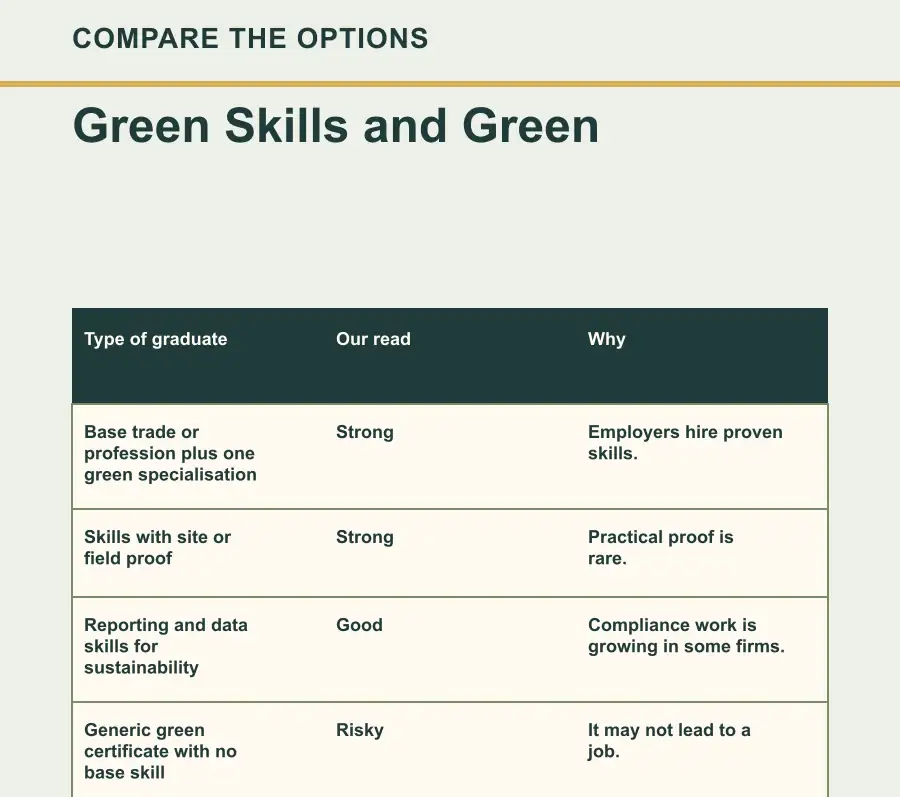 COMPARE THE OPTIONS
Green Skills and Green
Type of graduate
Our read
Why
Base trade or
profession plus one
green specialisation
Strong
Employers hire proven
skills.
Skills with site or
field proof
Strong
Practical proof is
rare.
Reporting and data
skills for
sustainability
Good
Compliance work is
growing in some firms.
Generic green
certificate with no
base skill
Risky
It may not lead to a
job.